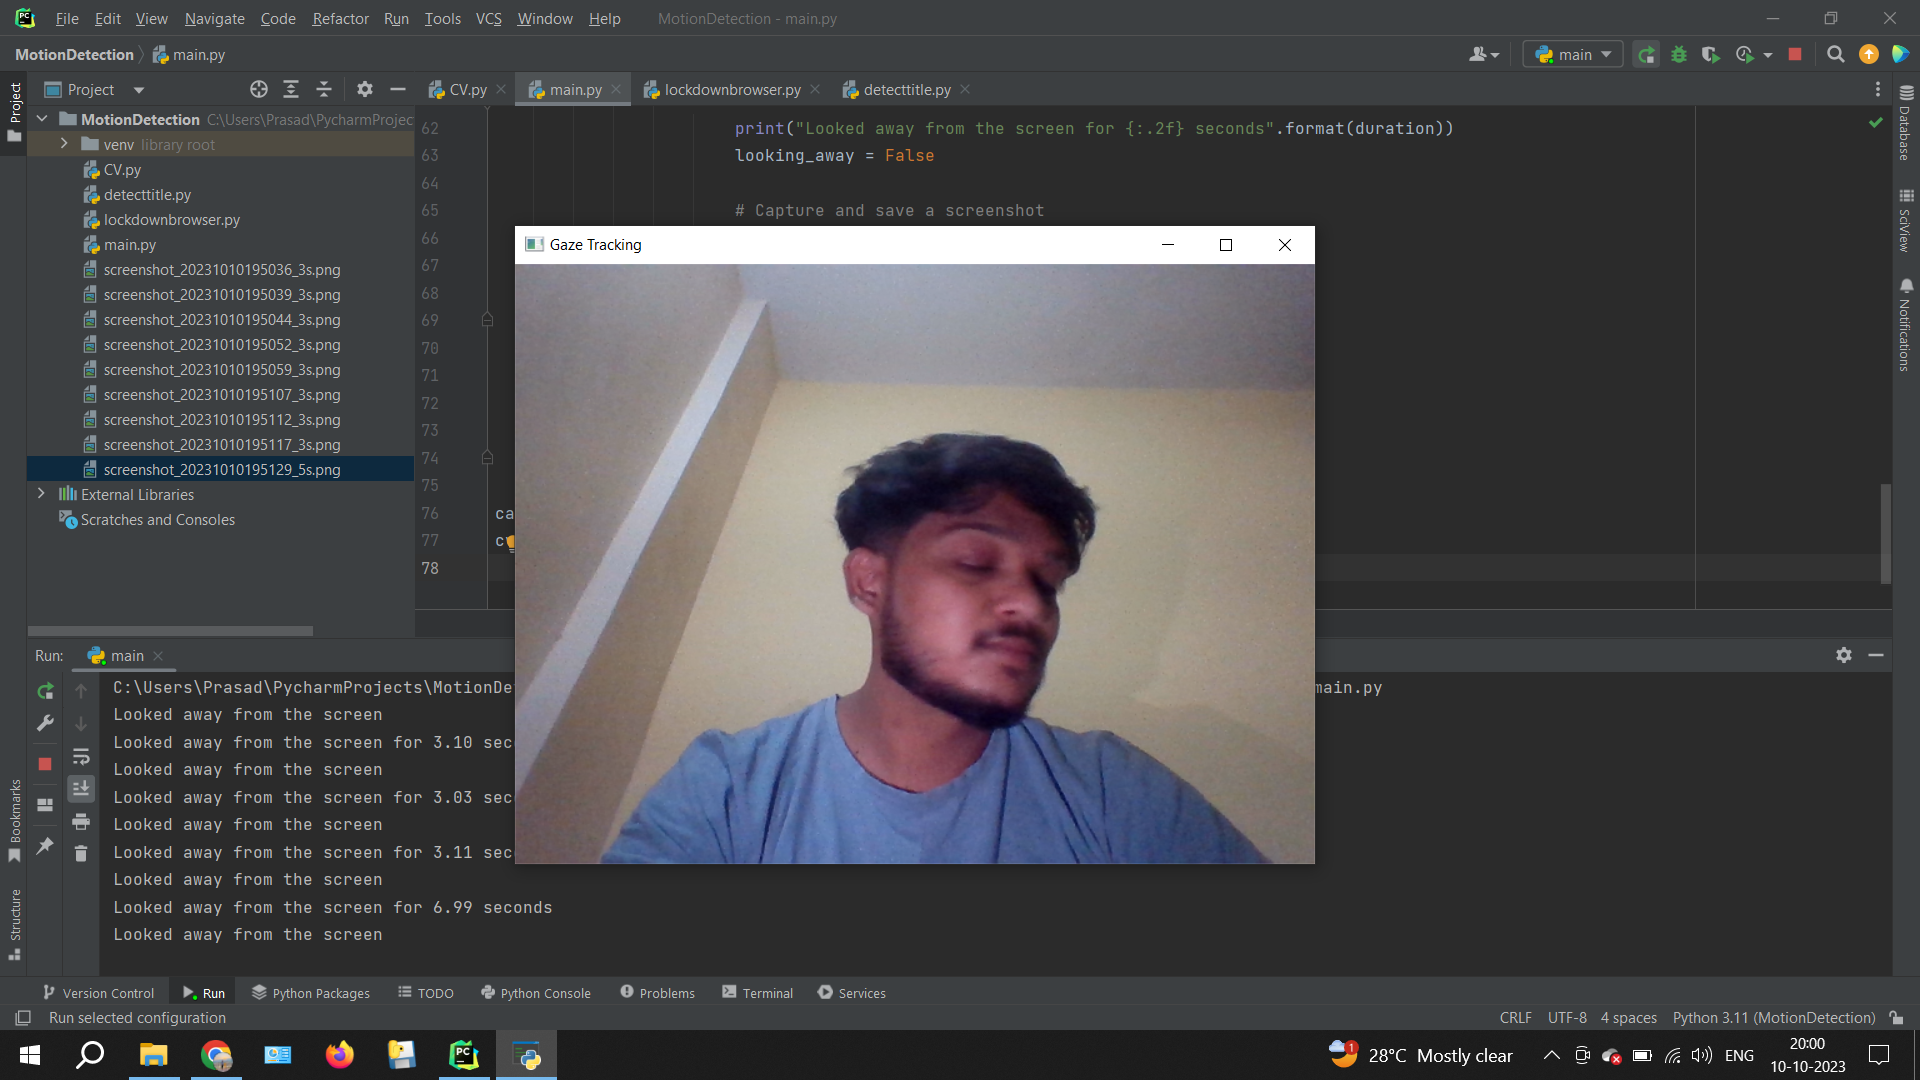 File Edit View Navigate Code Refactor Run Tools VCS Window Help MotionDetection - main.py
MotionDetection main.py main
Project
Project
CV.py main.py lockdownbrowser.py detecttitle.py
MotionDetection C:\Users\Prasad\PycharmProjec
venv library root
CV.py
detecttitle.py
lockdownbrowser.py
main.py
screenshot_20231010195036_3s.png
screenshot_20231010195039_3s.png
screenshot_20231010195044_3s.png
screenshot_20231010195052_3s.png
screenshot_20231010195059_3s.png
screenshot_20231010195107_3s.png
screenshot_20231010195112_3s.png
screenshot_20231010195117_3s.png
screenshot_20231010195129_5s.png
External Libraries
Scratches and Consoles
62 print("Looked away from the screen for {:.2f} seconds".format(duration))
63 looking_away = False
64
65 # Capture and save a screenshot
66
67
68
69
70
71
72
73
74
75
76 ca
77 c
78
Gaze Tracking
Database
SciView
Notifications
Run: main
C:\Users\Prasad\PycharmProjects\MotionDe main.py
Looked away from the screen
Looked away from the screen for 3.10 seco
Looked away from the screen
Looked away from the screen for 3.03 seco
Looked away from the screen
Looked away from the screen for 3.11 seco
Looked away from the screen
Looked away from the screen for 6.99 seconds
Looked away from the screen
Bookmarks
Structure
Version Control Run Python Packages TODO Python Console Problems Terminal Services
Run selected configuration CRLF UTF-8 4 spaces Python 3.11 (MotionDetection)
PC 1 28°C Mostly clear ENG 20:00
10-10-2023